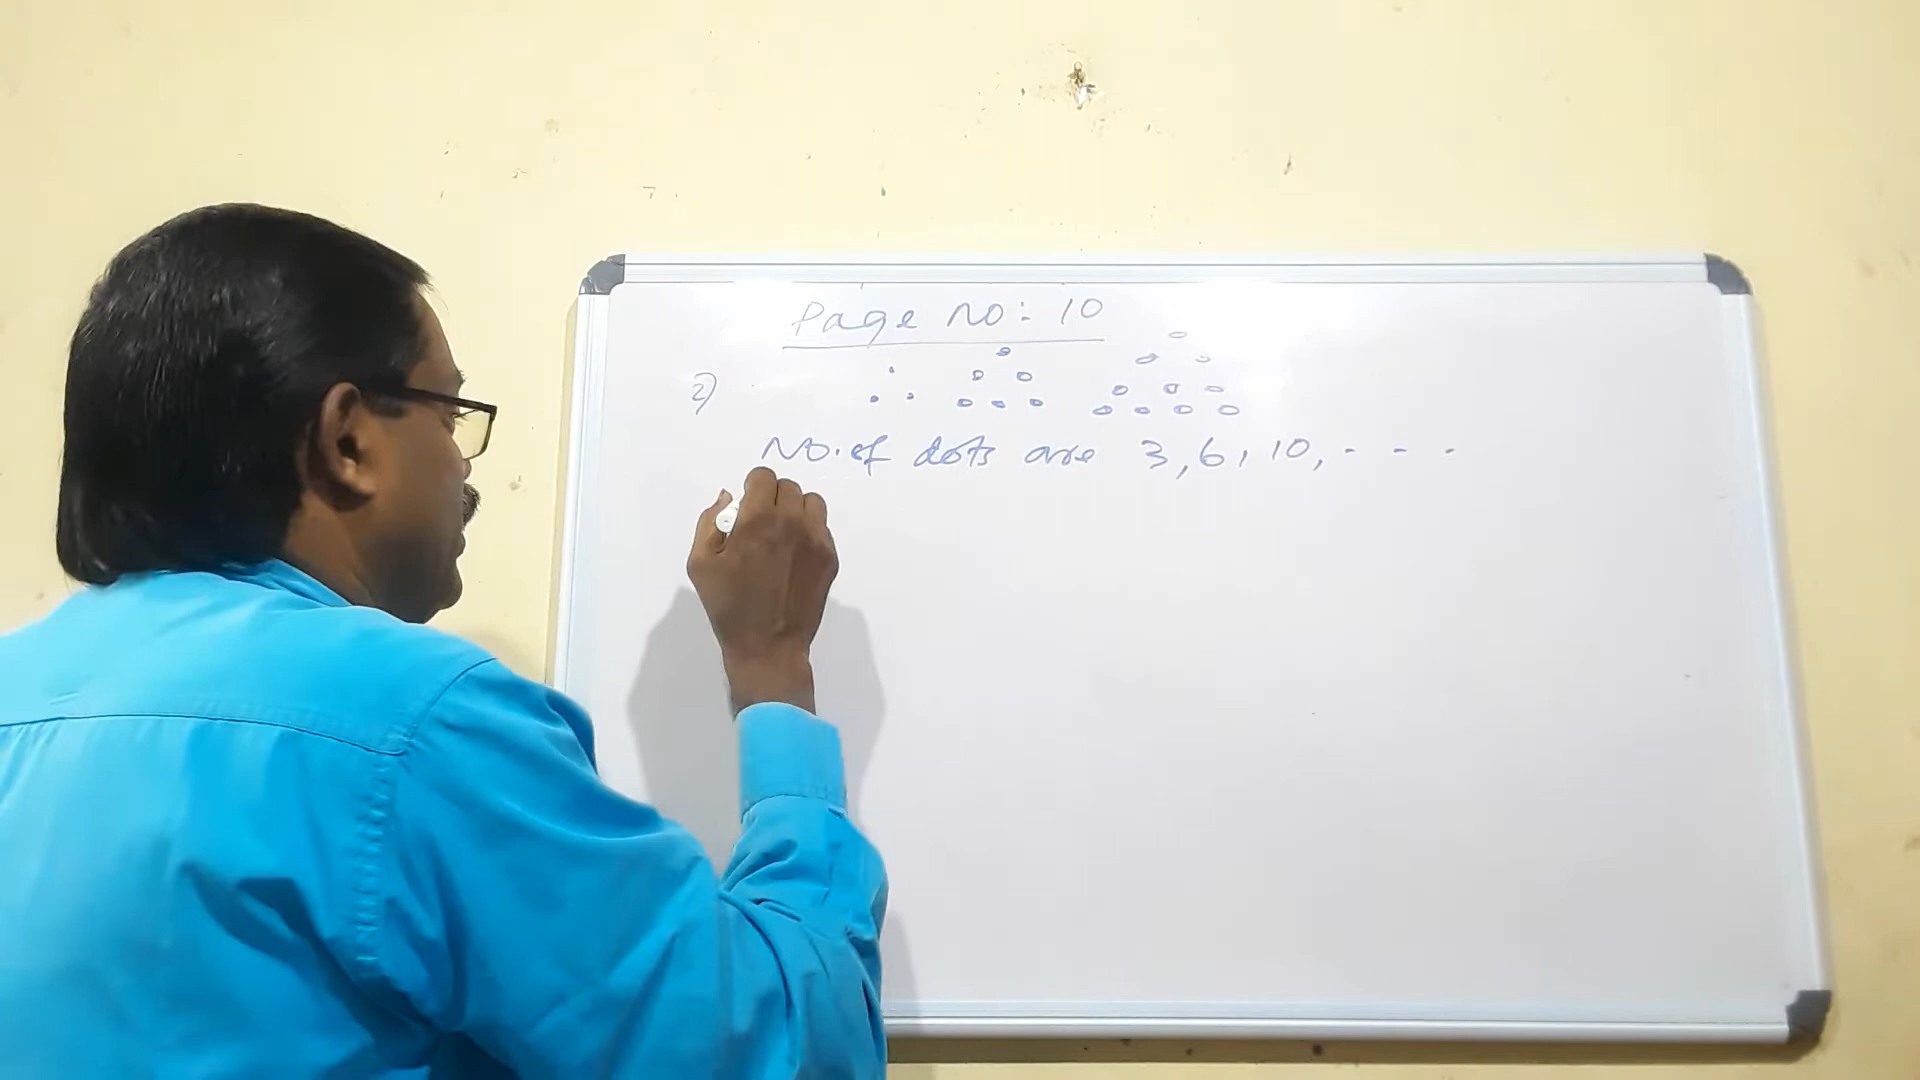 Page No: 10
2)
No. of dots are 3, 6, 10, - - -